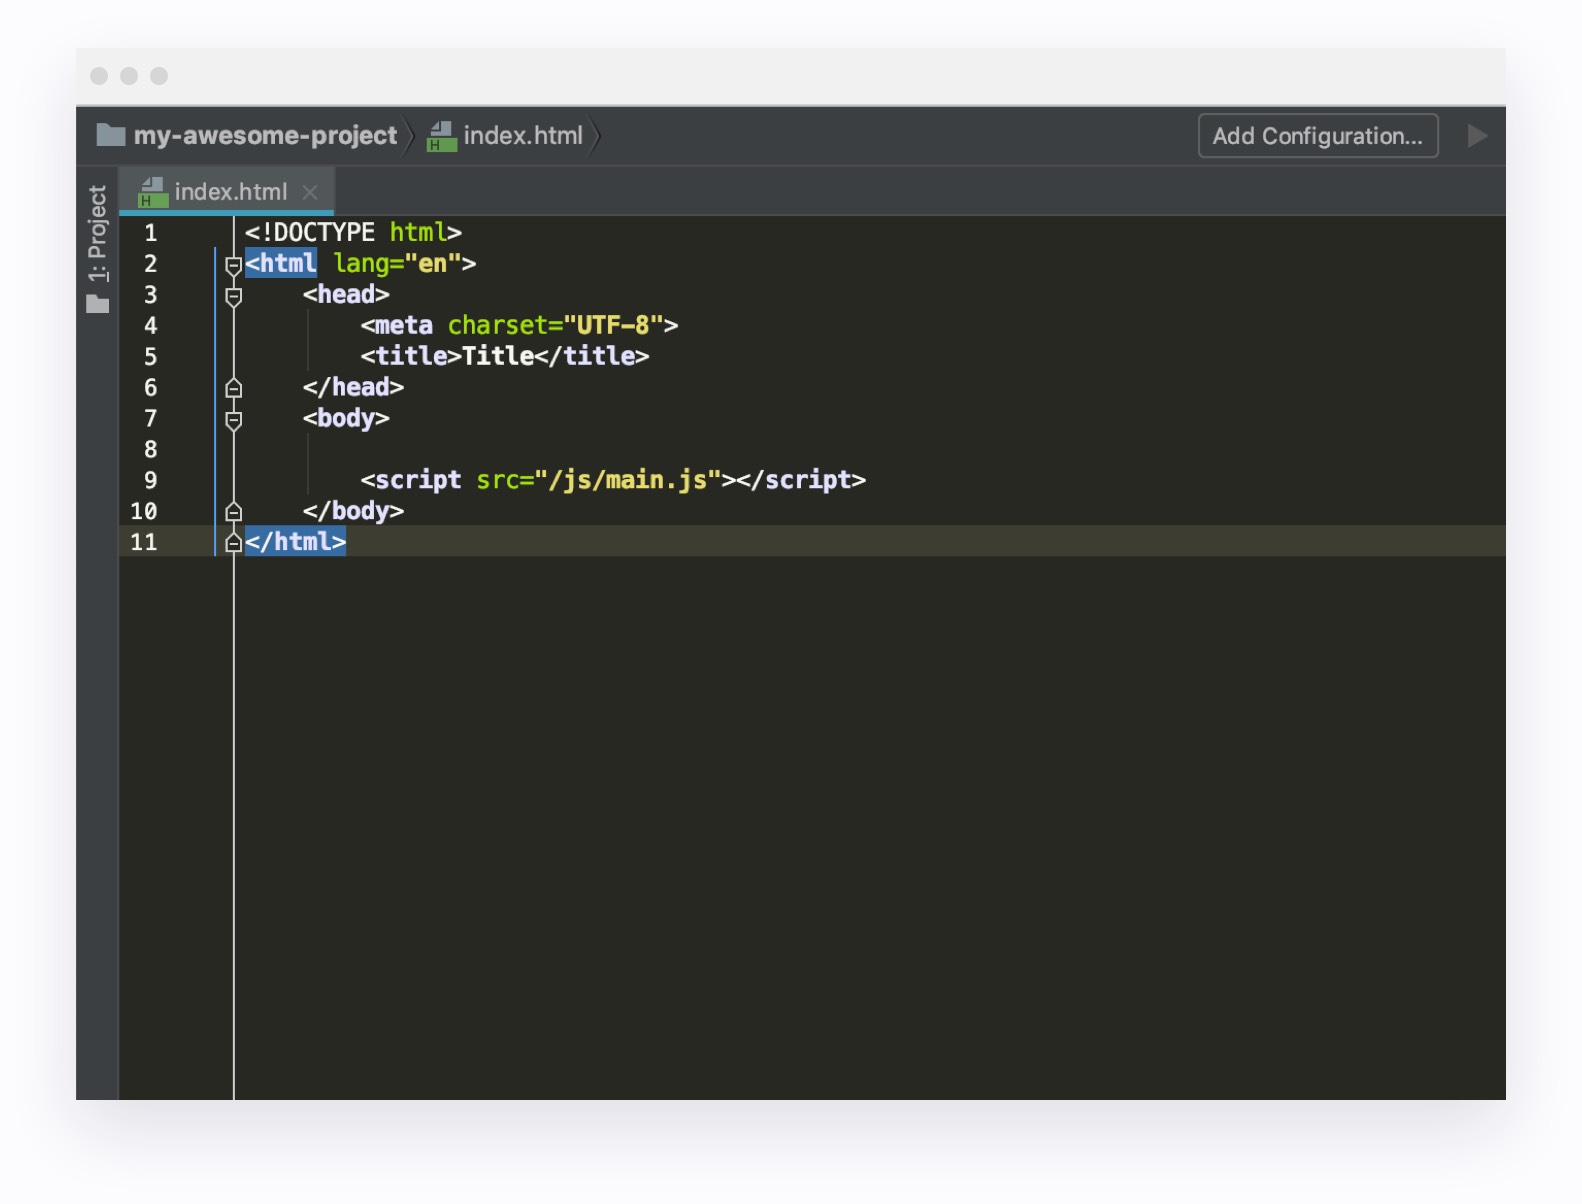 my-awesome-project index.html Add Configuration...
1: Project
index.html
1 <!DOCTYPE html>
2 <html lang="en">
3     <head>
4         <meta charset="UTF-8">
5         <title>Title</title>
6     </head>
7     <body>
8
9         <script src="/js/main.js"></script>
10     </body>
11 </html>